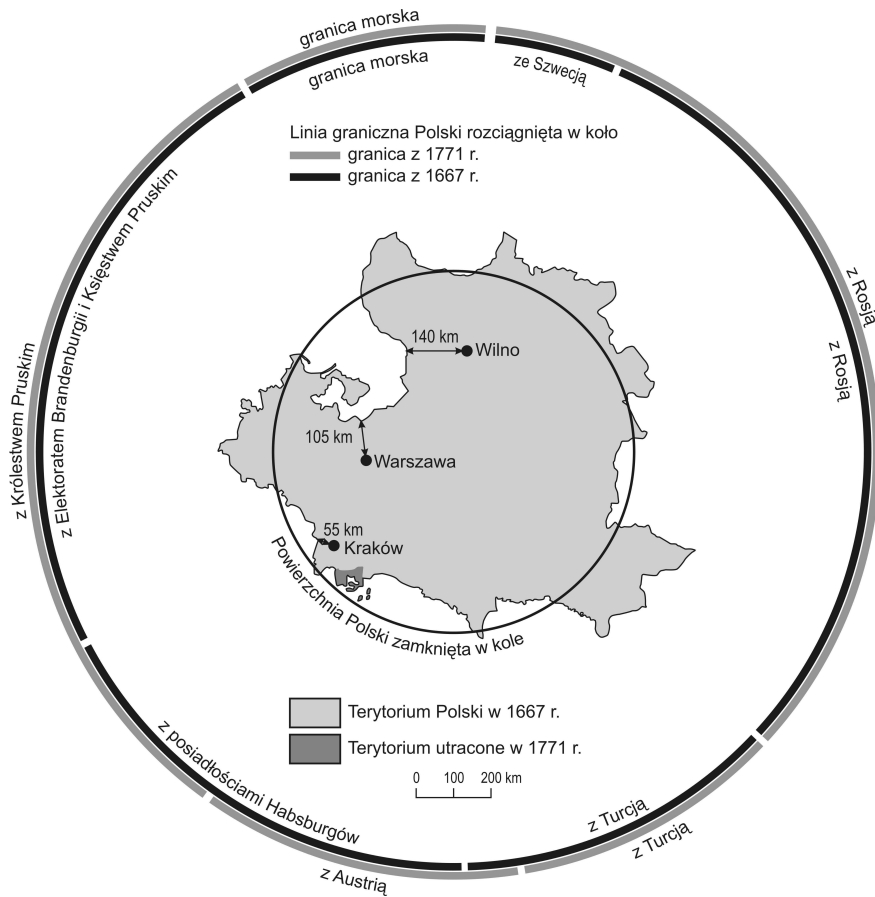 granica morska
granica morska
ze Szwecją
Linia graniczna Polski rozciągnięta w koło
granica z 1771 r.
granica z 1667 r.
z Królestwem Pruskim
z Elektoratem Brandenburgii i Księstwem Pruskim
z Rosją
z Rosją
140 km
Wilno
105 km
Warszawa
55 km
Kraków
Powierzchnia Polski zamknięta w kole
Terytorium Polski w 1667 r.
Terytorium utracone w 1771 r.
0 100 200 km
z posiadłościami Habsburgów
z Austrią
z Turcją
z Turcją